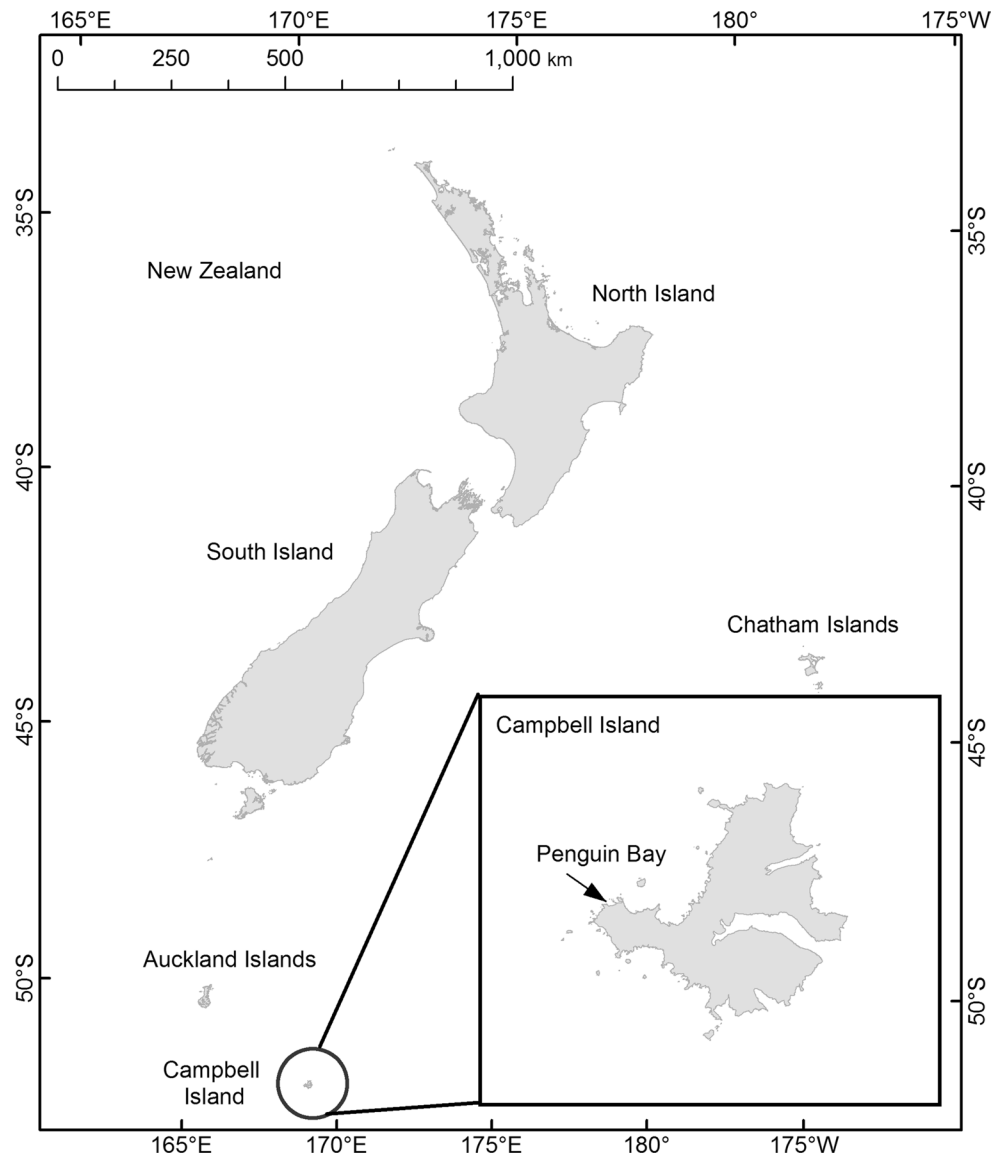 165°E 170°E 175°E 180° 175°W
0 250 500 1,000 km
35°S
35°S
New Zealand
North Island
40°S
40°S
South Island
Chatham Islands
45°S
Campbell Island
45°S
Penguin Bay
Auckland Islands
50°S
50°S
Campbell
Island
165°E 170°E 175°E 180° 175°W